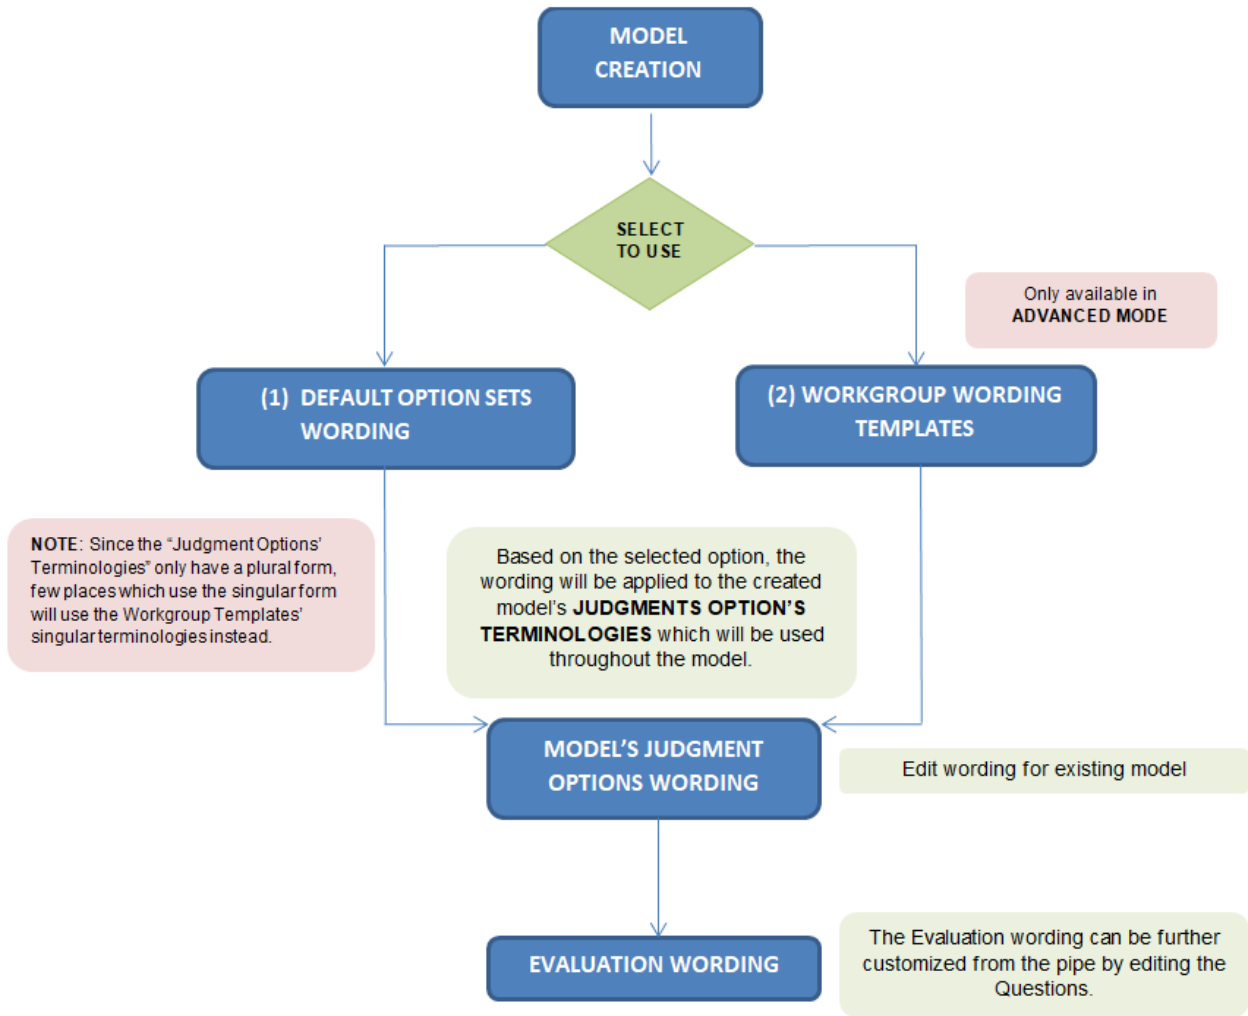 MODEL
CREATION
SELECT
TO USE
Only available in
ADVANCED MODE
(1) DEFAULT OPTION SETS
WORDING
(2) WORKGROUP WORDING
TEMPLATES
NOTE: Since the “Judgment Options’
Terminologies” only have a plural form,
few places which use the singular form
will use the Workgroup Templates’
singular terminologies instead.
Based on the selected option, the
wording will be applied to the created
model’s JUDGMENTS OPTION’S
TERMINOLOGIES which will be used
throughout the model.
MODEL’S JUDGMENT
OPTIONS WORDING
Edit wording for existing model
EVALUATION WORDING
The Evaluation wording can be further
customized from the pipe by editing the
Questions.